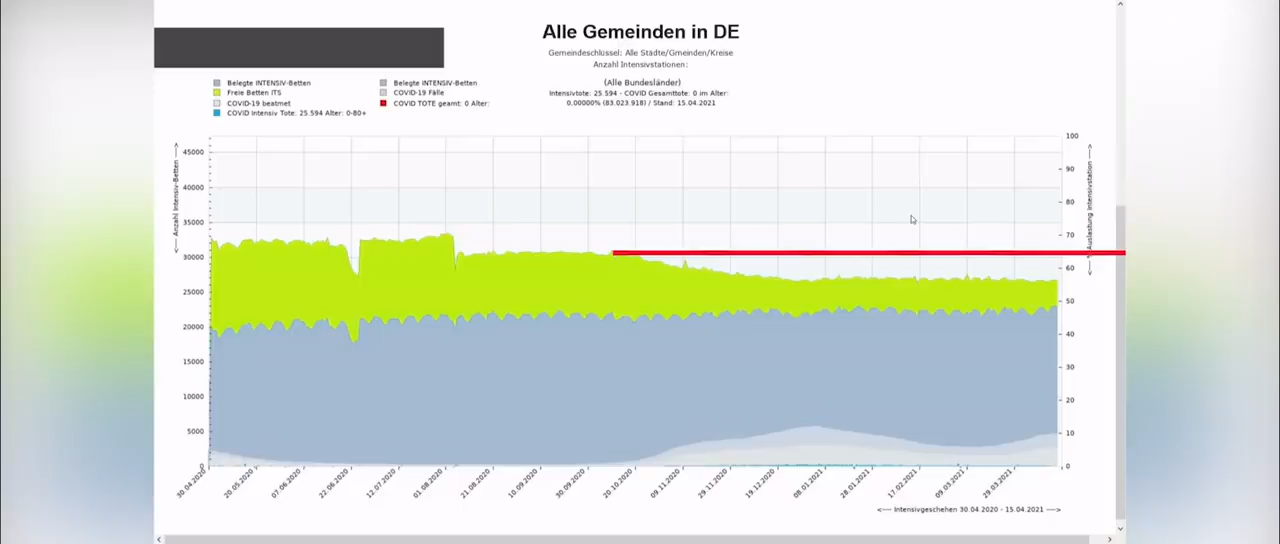 Alle Gemeinden in DE
Gemeindeschlüssel: Alle Städte/Gmeinden/Kreise
Anzahl Intensivstationen:
(Alle Bundesländer)
Intensivtote: 25.594 - COVID Gesamttote: 0 im Alter:
0,00000% (83.023.918) / Stand: 15.04.2021
Belegte INTENSIV-Betten
Freie Betten ITS
COVID-19 beatmet
COVID Intensiv Tote: 25.594 Alter: 0-80+
Belegte INTENSIV-Betten
COVID-19 Fälle
COVID TOTE geamt: 0 Alter:
<---- Anzahl Intensiv-Betten ---->
45000
40000
35000
30000
25000
20000
15000
10000
5000
0
100
90
80
70
60
50
40
30
20
10
0
<---- Auslastung Intensivstation ---->
30.04.2020
20.05.2020
07.06.2020
22.06.2020
12.07.2020
01.08.2020
21.08.2020
10.09.2020
30.09.2020
20.10.2020
09.11.2020
29.11.2020
19.12.2020
08.01.2021
28.01.2021
17.02.2021
09.03.2021
29.03.2021
<---- Intensivgeschehen 30.04.2020 - 15.04.2021 ---->